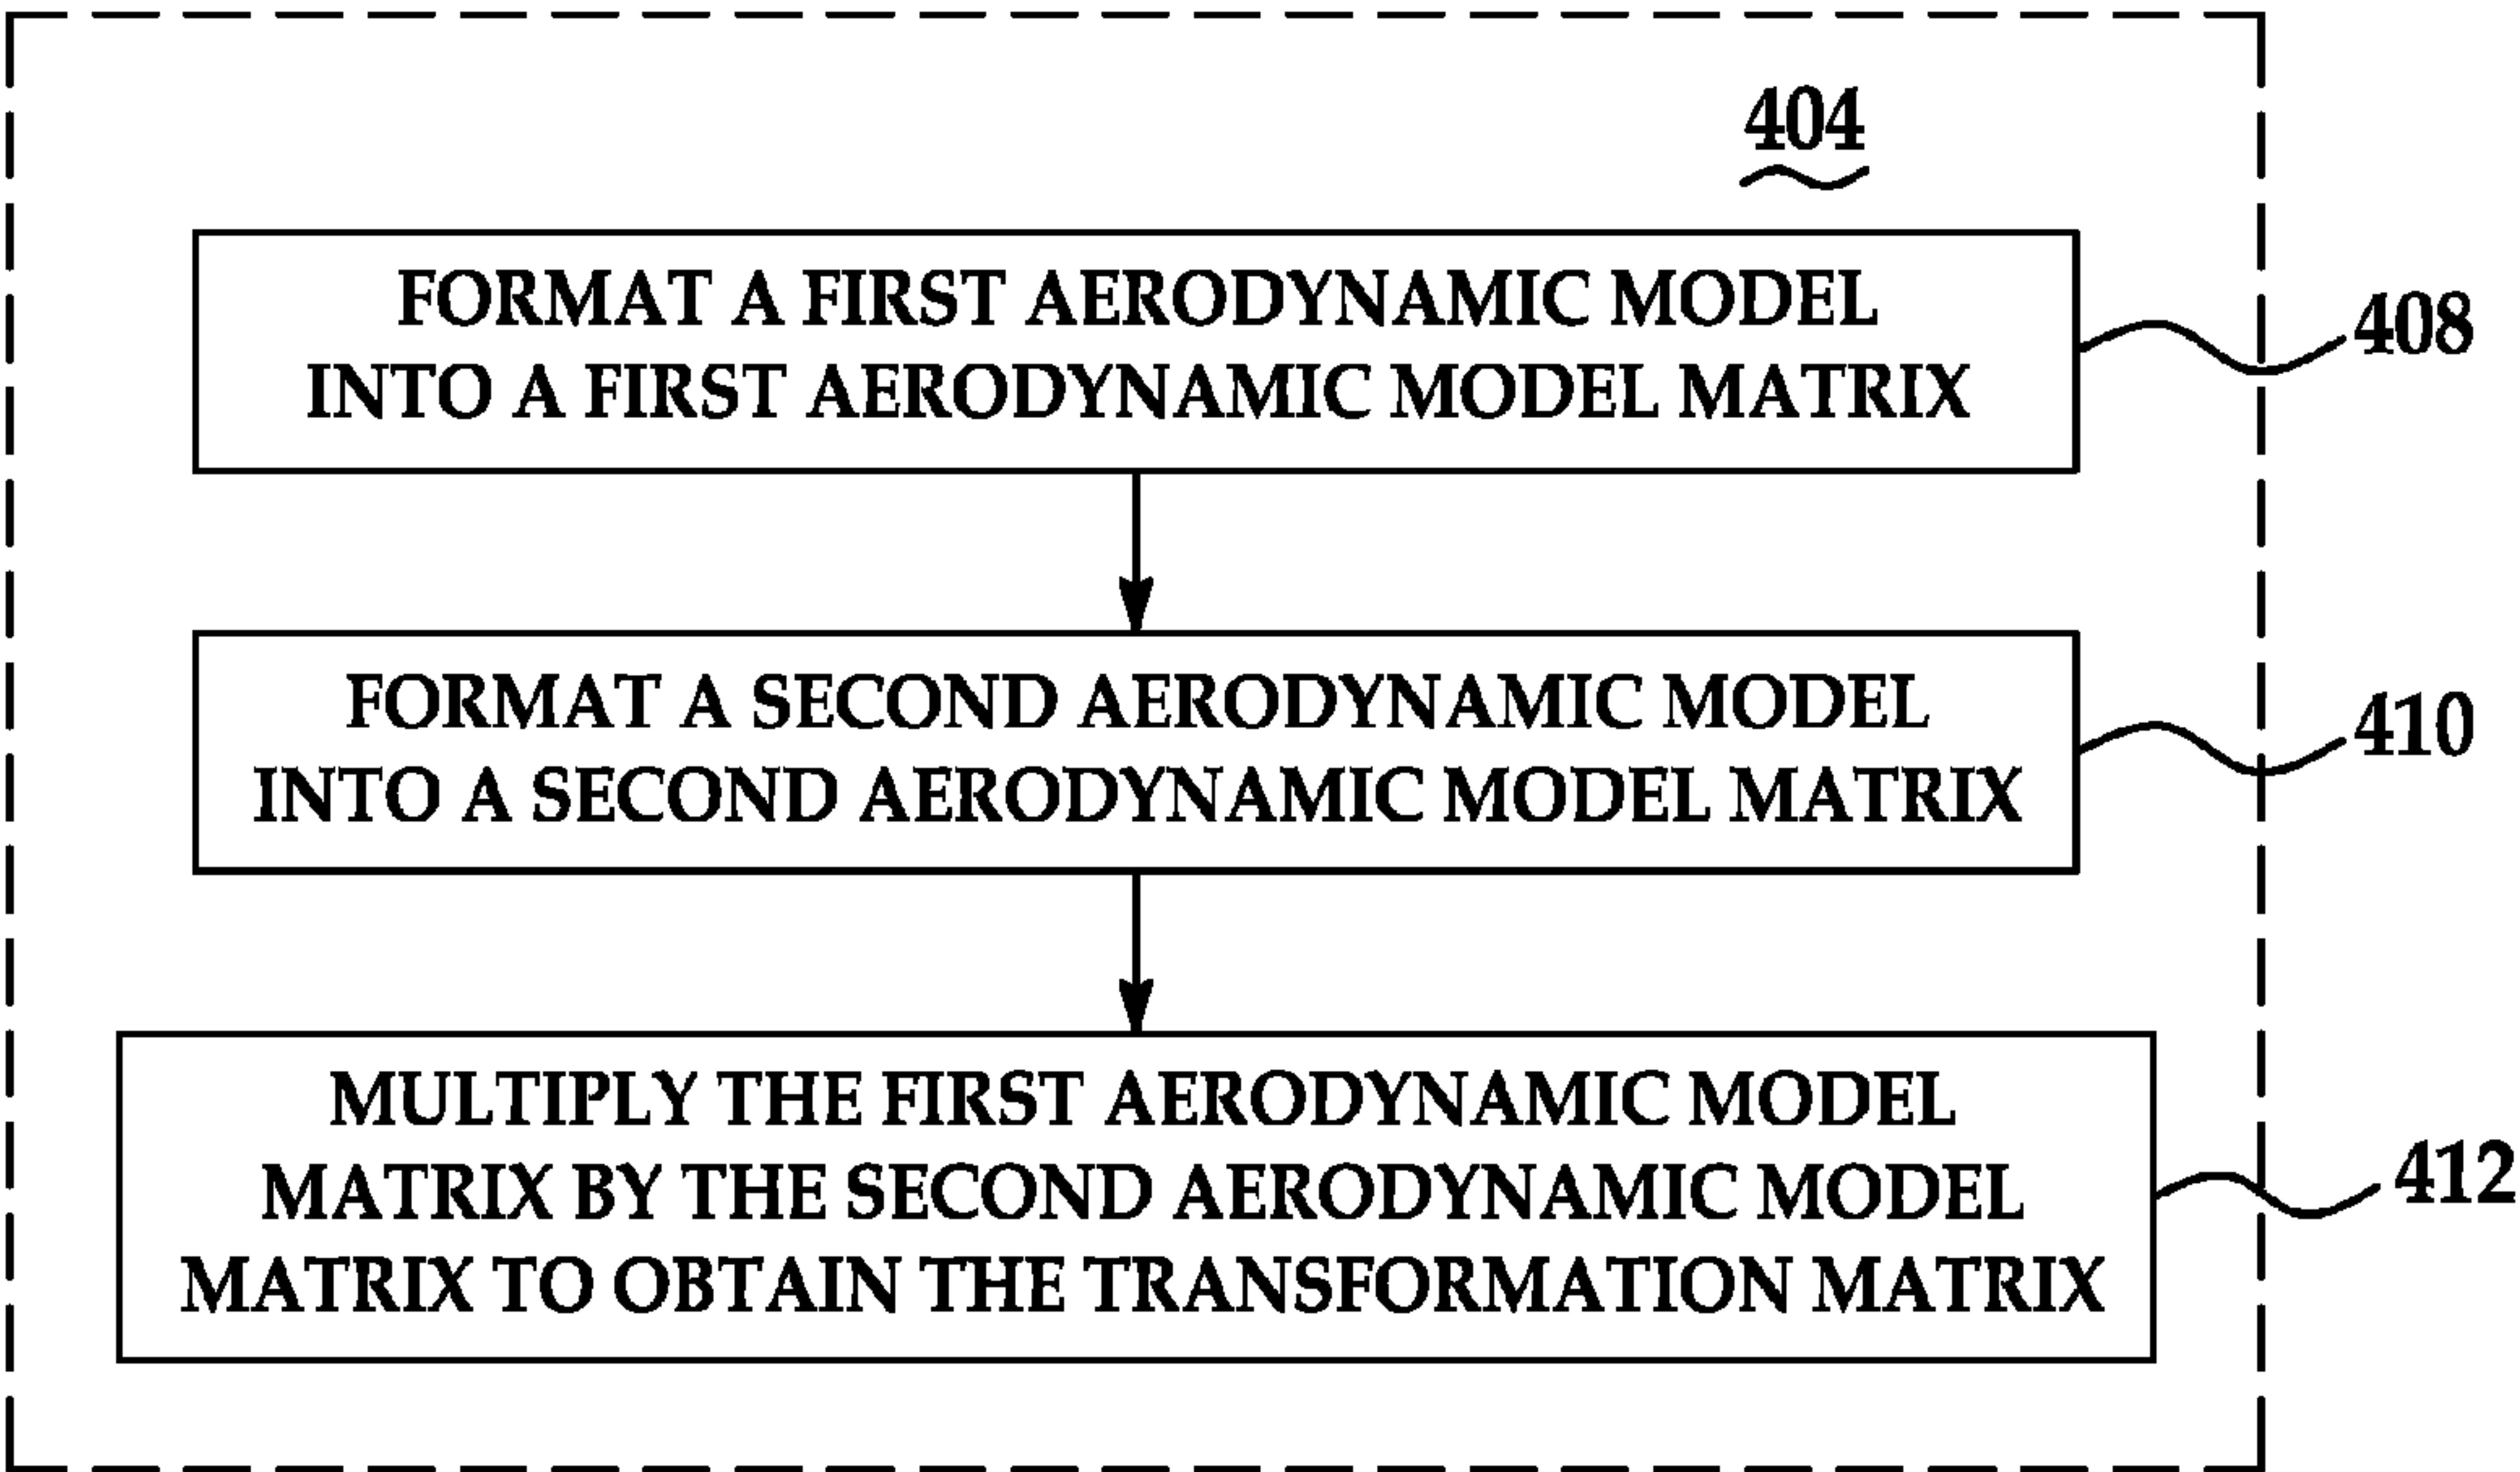 404
FORMAT A FIRST AERODYNAMIC MODEL
INTO A FIRST AERODYNAMIC MODEL MATRIX
408
FORMAT A SECOND AERODYNAMIC MODEL
INTO A SECOND AERODYNAMIC MODEL MATRIX
410
MULTIPLY THE FIRST AERODYNAMIC MODEL
MATRIX BY THE SECOND AERODYNAMIC MODEL
MATRIX TO OBTAIN THE TRANSFORMATION MATRIX
412